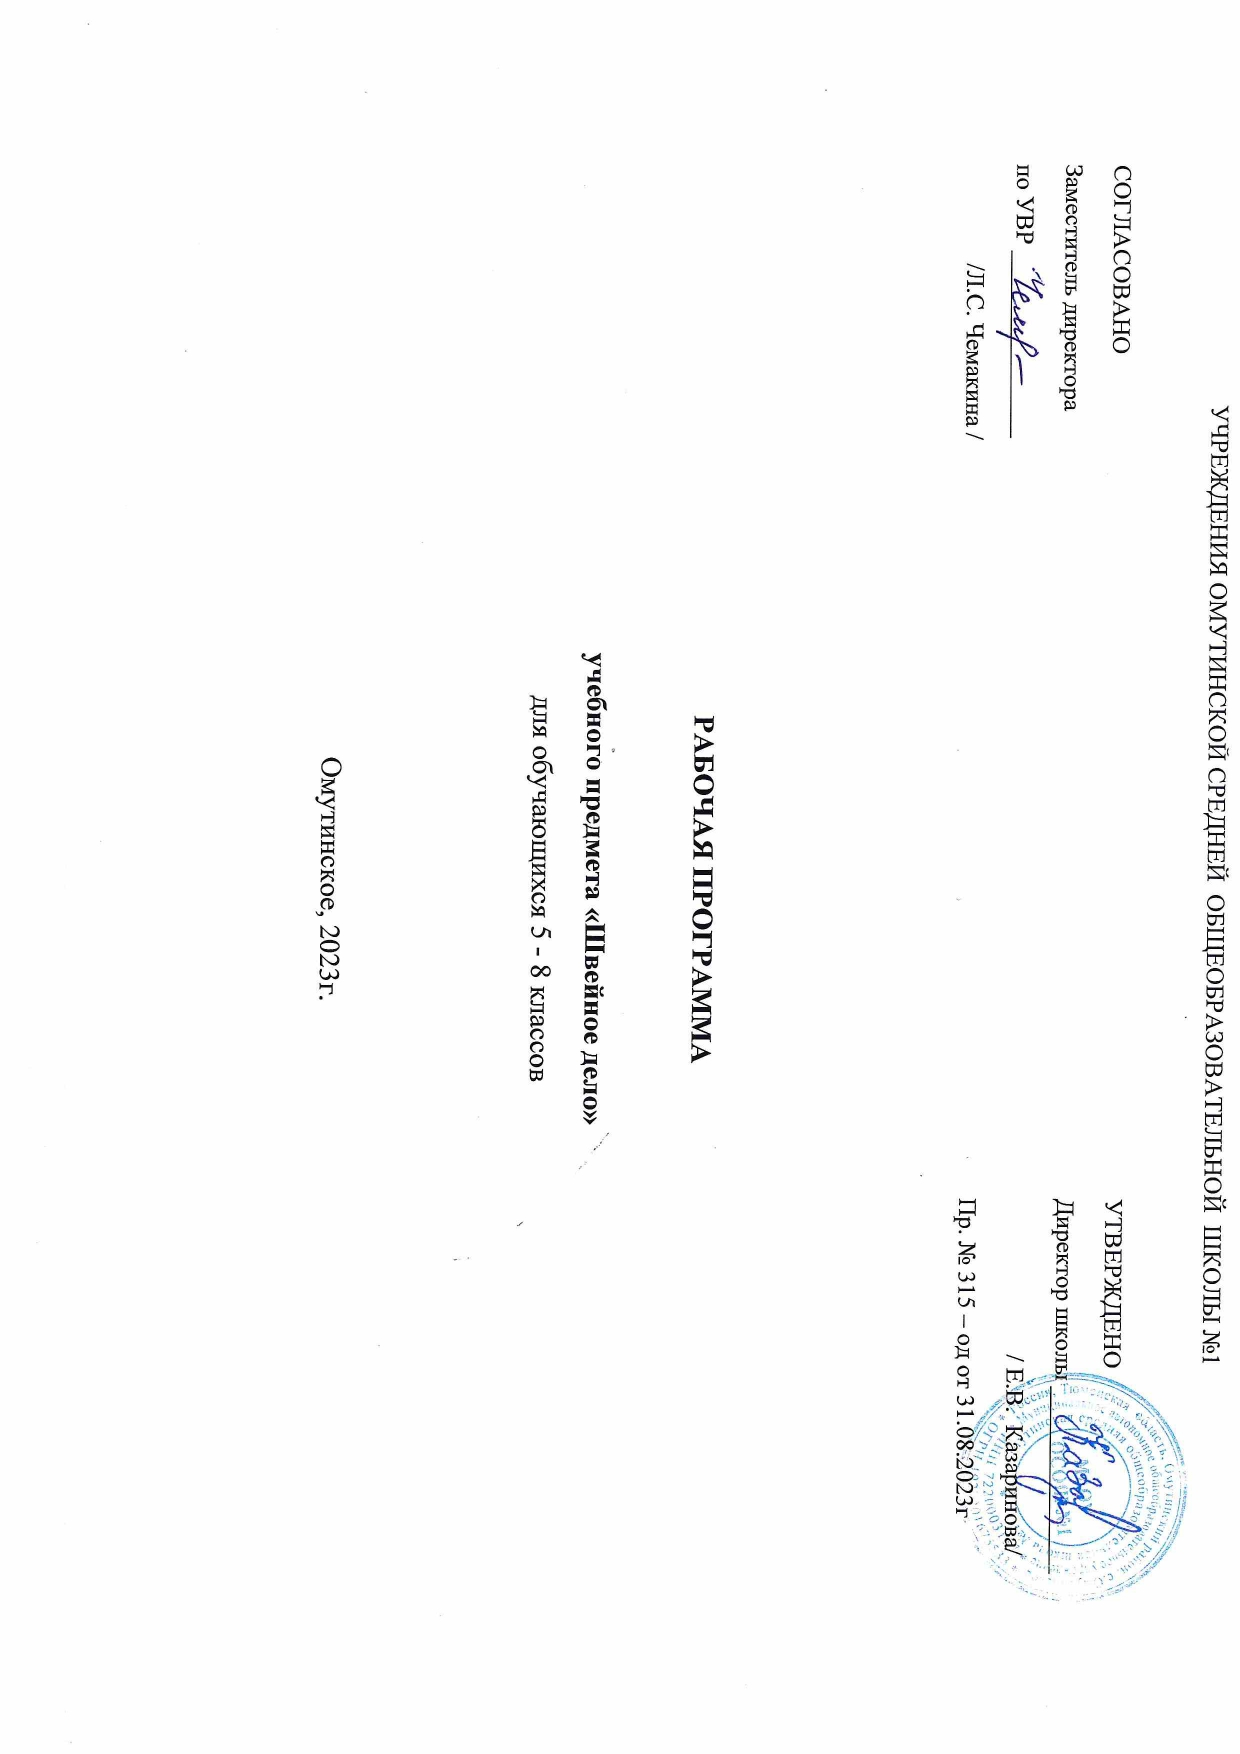 УЧРЕЖДЕНИЯ ОМУТИНСКОЙ СРЕДНЕЙ ОБЩЕОБРАЗОВАТЕЛЬНОЙ ШКОЛЫ №1
СОГЛАСОВАНО
Заместитель директора
по УВР
/Л.С. Чемакина /
УТВЕРЖДЕНО
Директор школы
/ Е.В. Казаринова/
Пр. № 315 – од от 31.08.2023г
РАБОЧАЯ ПРОГРАММА
учебного предмета «Швейное дело»
для обучающихся 5 - 8 классов
Омутинское, 2023г.